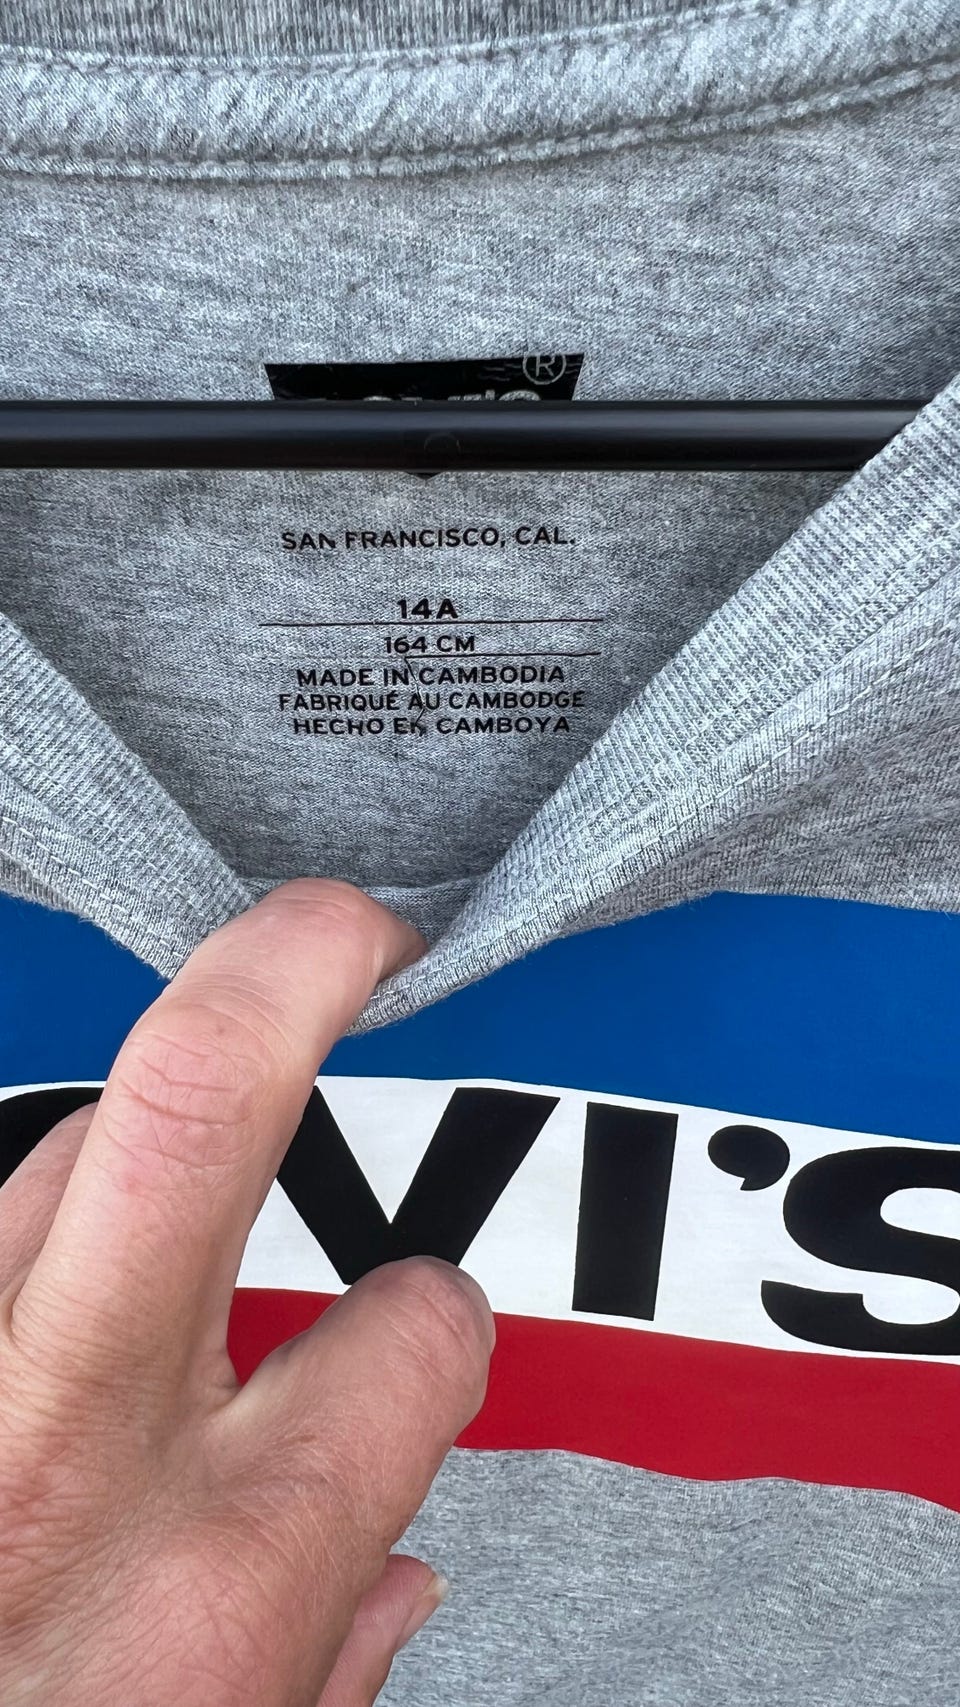 ®
SAN FRANCISCO, CAL.
14A
164 CM
MADE IN CAMBODIA
FABRIQUÉ AU CAMBODGE
HECHO EN CAMBOYA
VI'S